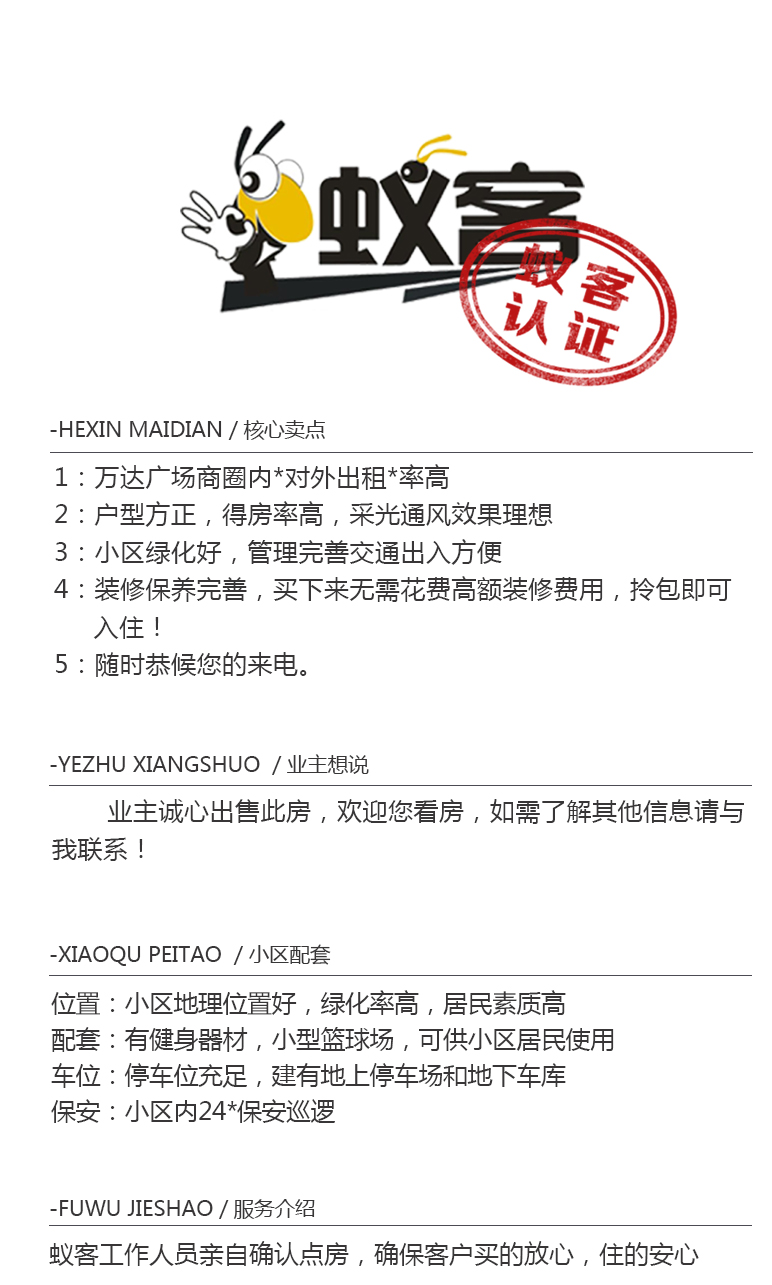 蚁客
蚁客
认证
-HEXIN MAIDIAN / 核心卖点
1：万达广场商圈内*对外出租*率高
2：户型方正，得房率高，采光通风效果理想
3：小区绿化好，管理完善交通出入方便
4：装修保养完善，买下来无需花费高额装修费用，拎包即可
入住！
5：随时恭候您的来电。
-YEZHU XIANGSHUO / 业主想说
业主诚心出售此房，欢迎您看房，如需了解其他信息请与
我联系！
-XIAOQU PEITAO / 小区配套
位置：小区地理位置好，绿化率高，居民素质高
配套：有健身器材，小型篮球场，可供小区居民使用
车位：停车位充足，建有地上停车场和地下车库
保安：小区内24*保安巡逻
-FUWU JIESHAO / 服务介绍
蚁客工作人员亲自确认点房，确保客户买的放心，住的安心